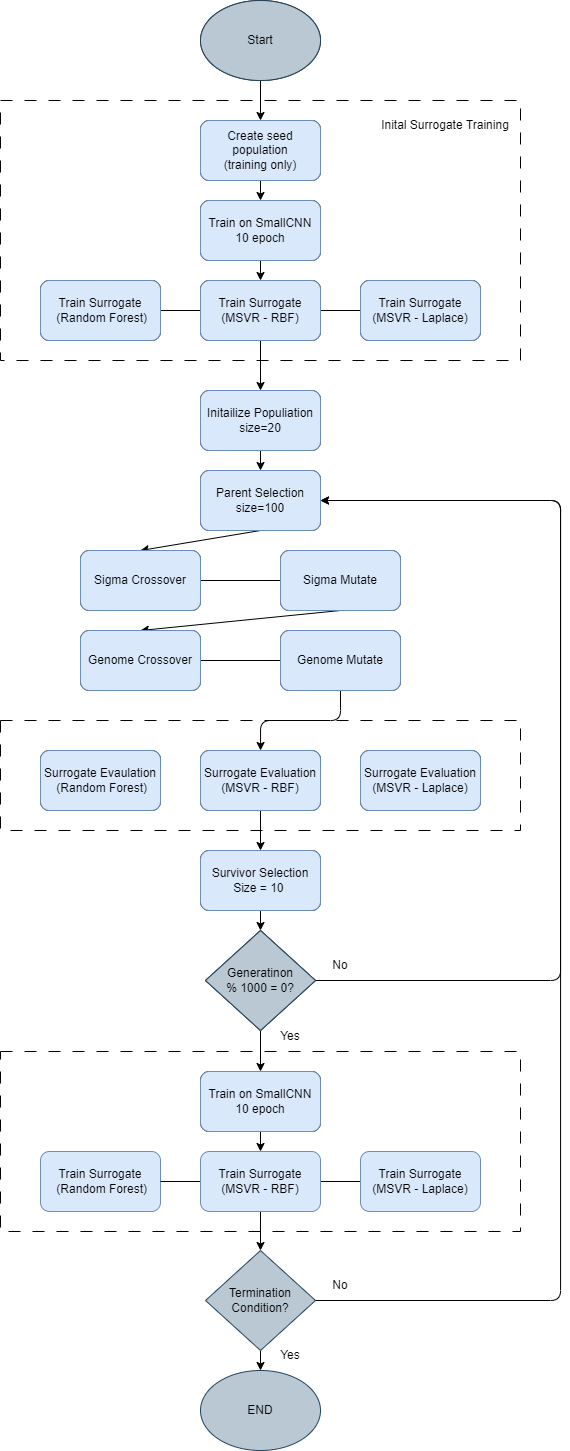 Start
Inital Surrogate Training
Create seed
population
(training only)
Train on SmallCNN
10 epoch
Train Surrogate
(Random Forest)
Train Surrogate
(MSVR - RBF)
Train Surrogate
(MSVR - Laplace)
Initailize Populiation
size=20
Parent Selection
size=100
Sigma Crossover
Sigma Mutate
Genome Crossover
Genome Mutate
Surrogate Evaulation
(Random Forest)
Surrogate Evaluation
(MSVR - RBF)
Surrogate Evaluation
(MSVR - Laplace)
Survivor Selection
Size = 10
Generatinon
% 1000 = 0?
No
Yes
Train on SmallCNN
10 epoch
Train Surrogate
(Random Forest)
Train Surrogate
(MSVR - RBF)
Train Surrogate
(MSVR - Laplace)
Termination
Condition?
No
Yes
END